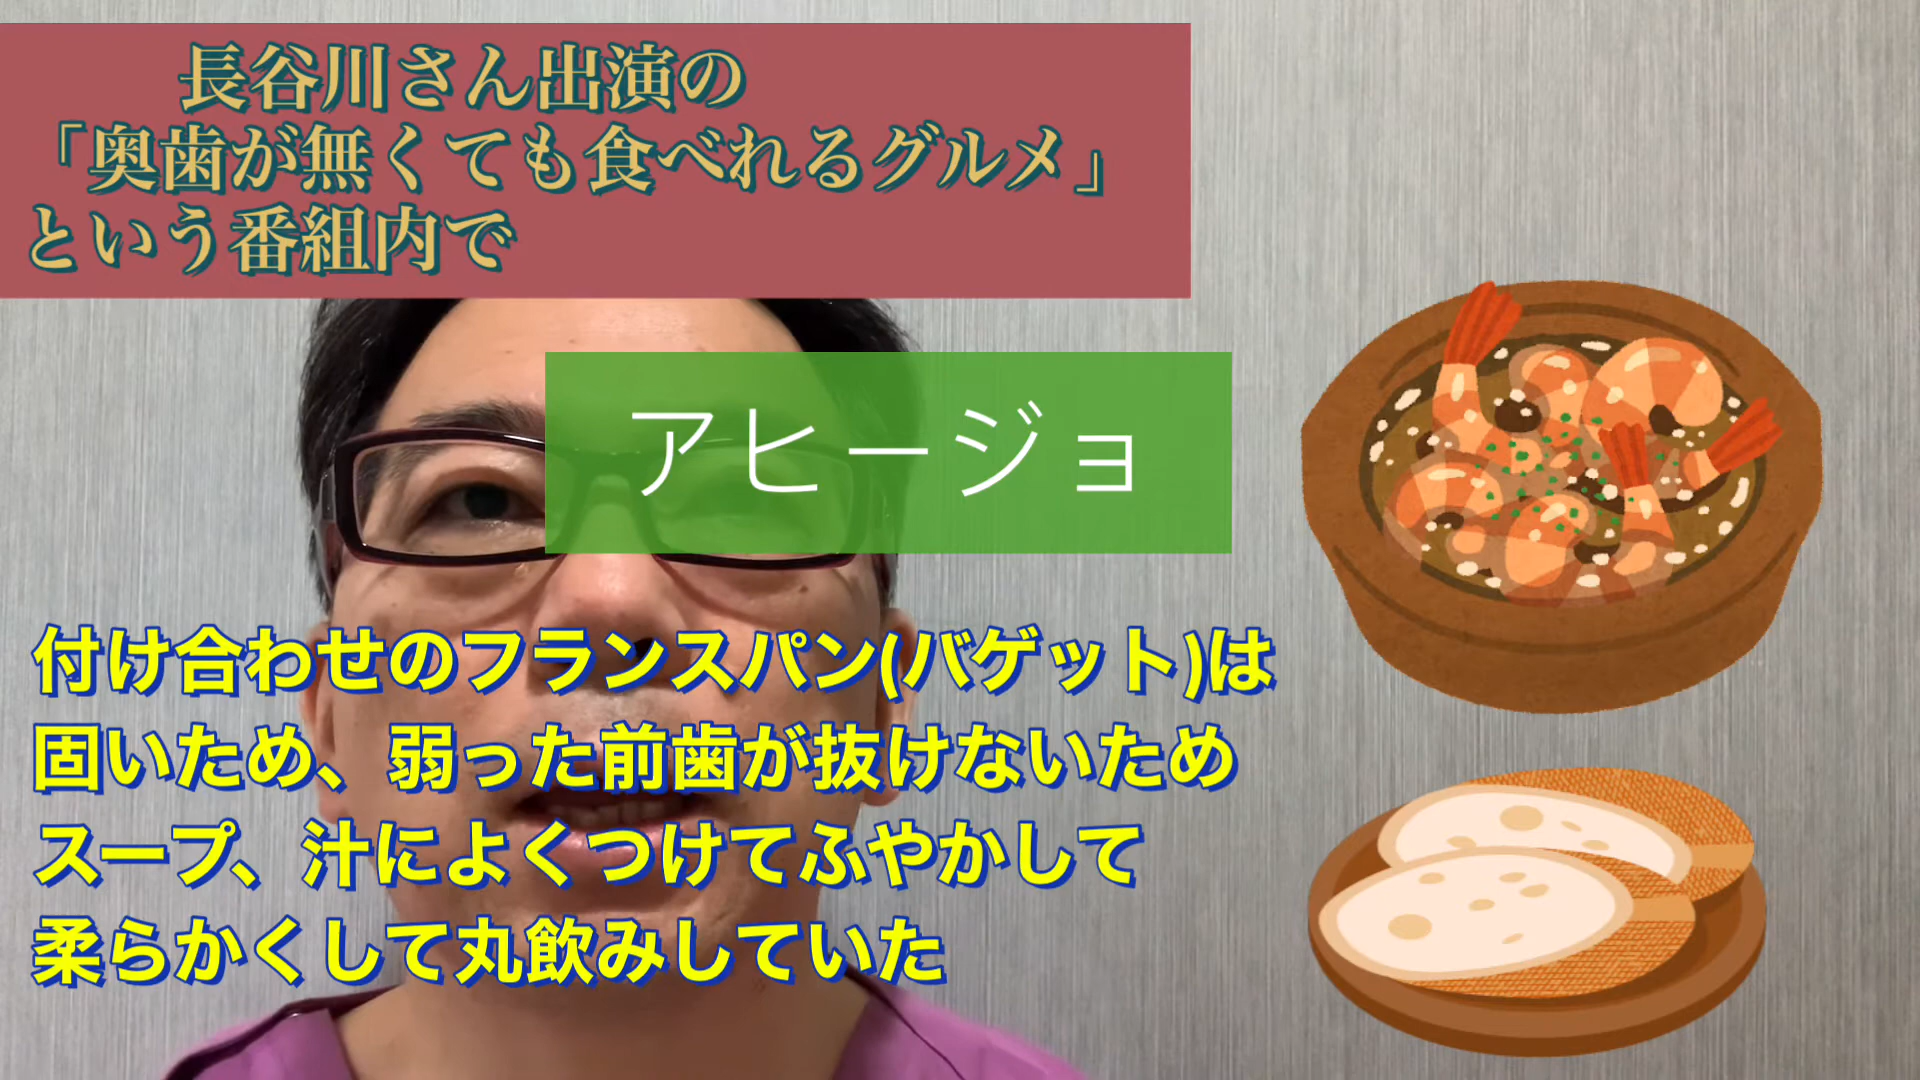 長谷川さん出演の
「奥歯が無くても食べれるグルメ」
という番組内で
アヒージョ
付け合わせのフランスパン(バゲット)は
固いため、弱った前歯が抜けないため
スープ、汁によくつけてふやかして
柔らかくして丸飲みしていた